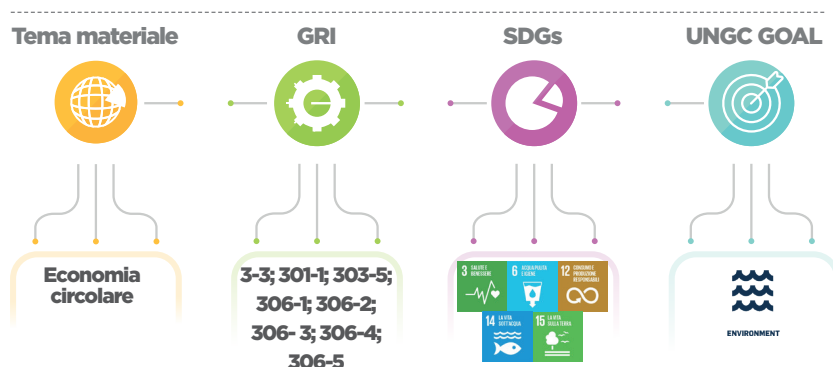 Tema materiale
GRI
SDGs
UNGC GOAL
Economia
circolare
3-3; 301-1; 303-5;
306-1; 306-2;
306- 3; 306-4;
306-5
3 SALUTE E
BENESSERE
6 ACQUA PULITA
E IGIENE
12 CONSUMO E
PRODUZIONE
RESPONSABILI
14 LA VITA
SOTT'ACQUA
15 LA VITA
SULLA TERRA
ENVIRONMENT